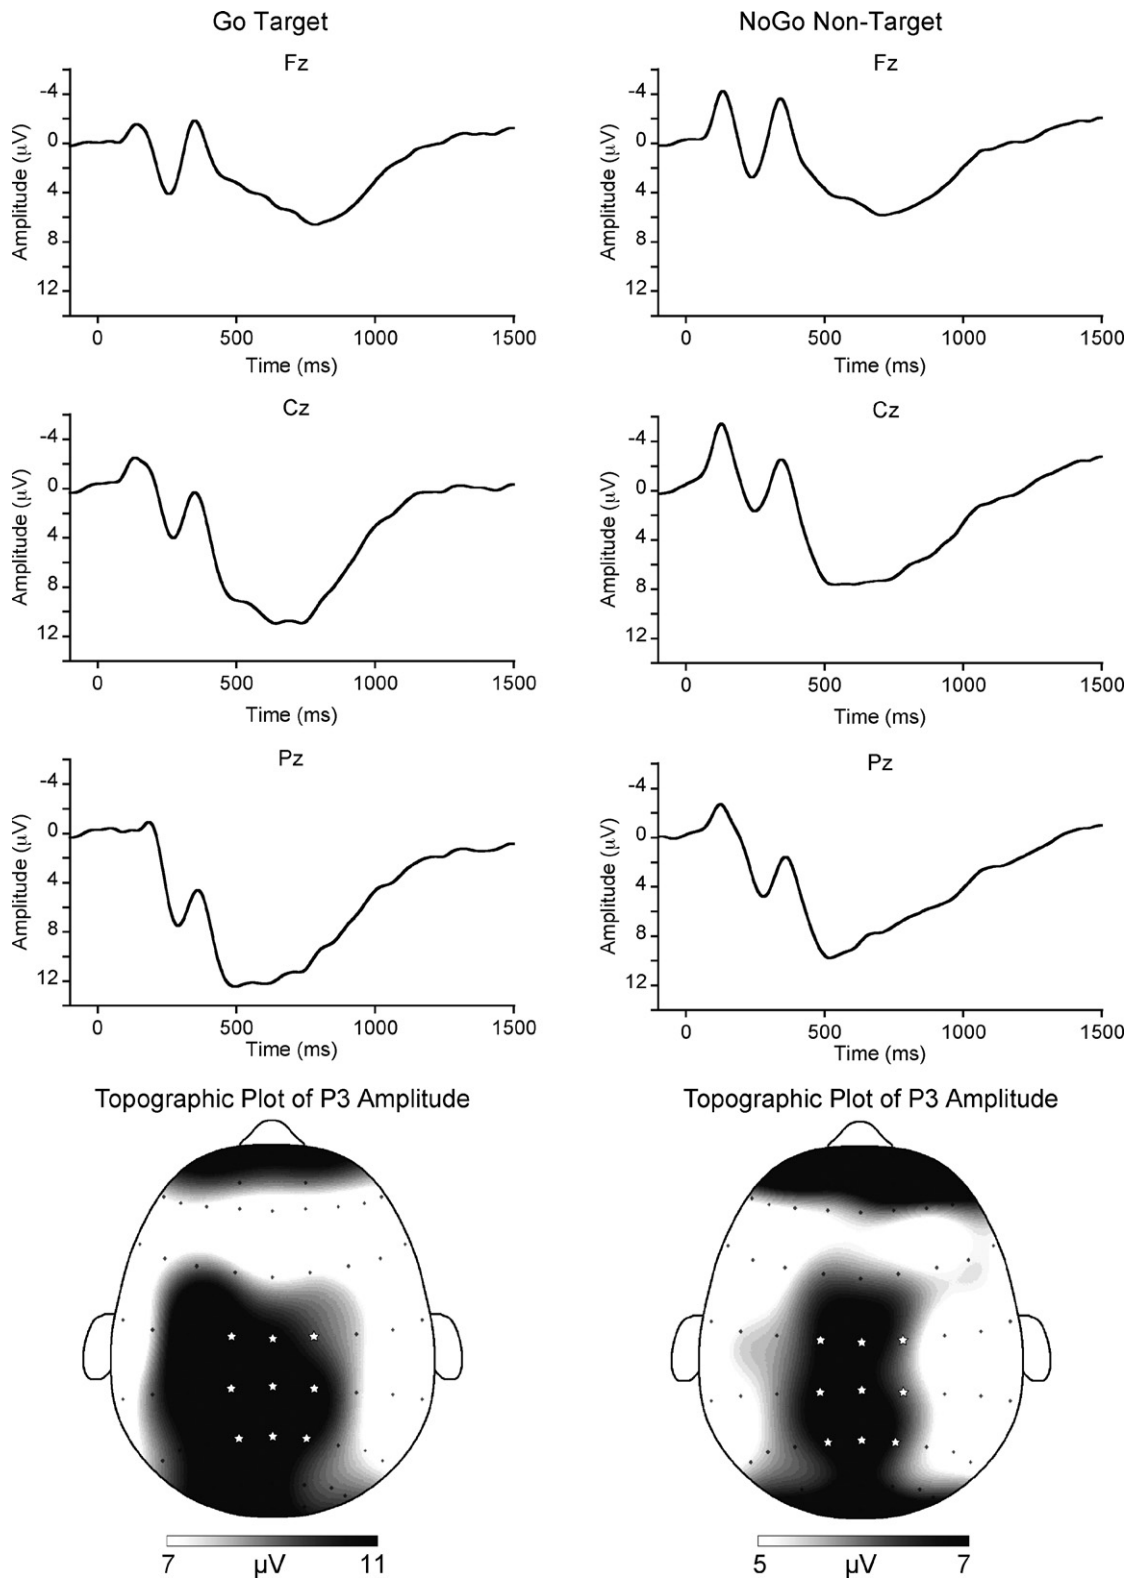 Go Target
NoGo Non-Target
Fz
Amplitude (μV)
-4
0
4
8
12
0 500 1000 1500
Time (ms)
Fz
Amplitude (μV)
-4
0
4
8
12
0 500 1000 1500
Time (ms)
Cz
Amplitude (μV)
-4
0
4
8
12
0 500 1000 1500
Time (ms)
Cz
Amplitude (μV)
-4
0
4
8
12
0 500 1000 1500
Time (ms)
Pz
Amplitude (μV)
-4
0
4
8
12
0 500 1000 1500
Time (ms)
Pz
Amplitude (μV)
-4
0
4
8
12
0 500 1000 1500
Time (ms)
Topographic Plot of P3 Amplitude
7 μV 11
Topographic Plot of P3 Amplitude
5 μV 7